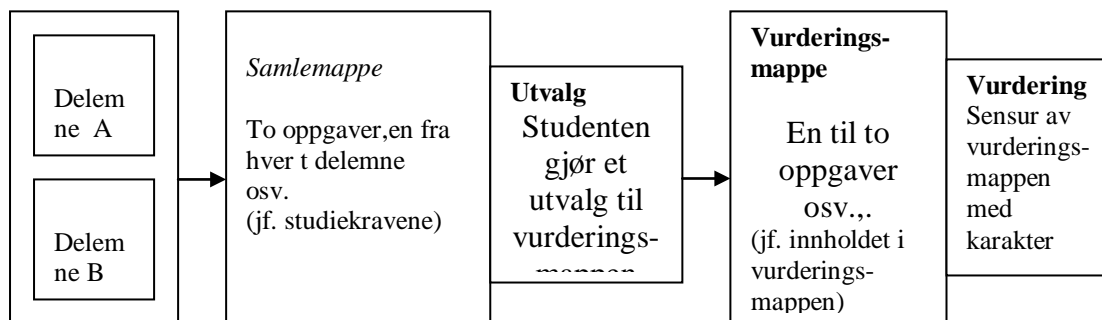 Delem
ne A
Delem
ne B
Samlemappe
To oppgaver,en fra
hver t delemne
osv.
(jf. studiekravene)
Utvalg
Studenten
gjør et
utvalg til
vurderings-
mappen
Vurderings-
mappe
En til to
oppgaver
osv.,.
(jf. innholdet i
vurderings-
mappen)
Vurdering
Sensur av
vurderings-
mappen
med
karakter